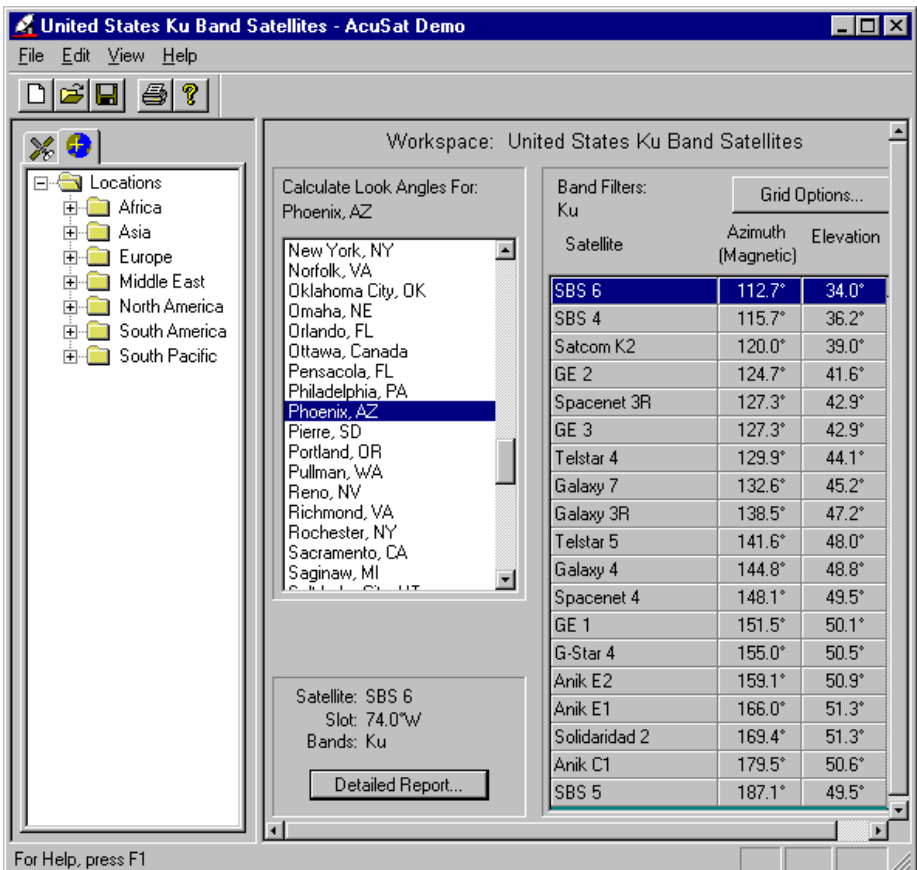 United States Ku Band Satellites - AcuSat Demo
File Edit View Help
Locations
Africa
Asia
Europe
Middle East
North America
South America
South Pacific
Workspace: United States Ku Band Satellites
Calculate Look Angles For:
Phoenix, AZ
New York, NY
Norfolk, VA
Oklahoma City, OK
Omaha, NE
Orlando, FL
Ottawa, Canada
Pensacola, FL
Philadelphia, PA
Phoenix, AZ
Pierre, SD
Portland, OR
Pullman, WA
Reno, NV
Richmond, VA
Rochester, NY
Sacramento, CA
Saginaw, MI
Satellite: SBS 6
Slot: 74.0°W
Bands: Ku
Detailed Report...
Band Filters:
Ku
Grid Options...
Satellite Azimuth (Magnetic) Elevation
SBS 6 112.7° 34.0°
SBS 4 115.7° 36.2°
Satcom K2 120.0° 39.0°
GE 2 124.7° 41.6°
Spacenet 3R 127.3° 42.9°
GE 3 127.3° 42.9°
Telstar 4 129.9° 44.1°
Galaxy 7 132.6° 45.2°
Galaxy 3R 138.5° 47.2°
Telstar 5 141.6° 48.0°
Galaxy 4 144.8° 48.8°
Spacenet 4 148.1° 49.5°
GE 1 151.5° 50.1°
G-Star 4 155.0° 50.5°
Anik E2 159.1° 50.9°
Anik E1 166.0° 51.3°
Solidaridad 2 169.4° 51.3°
Anik C1 179.5° 50.6°
SBS 5 187.1° 49.5°
For Help, press F1